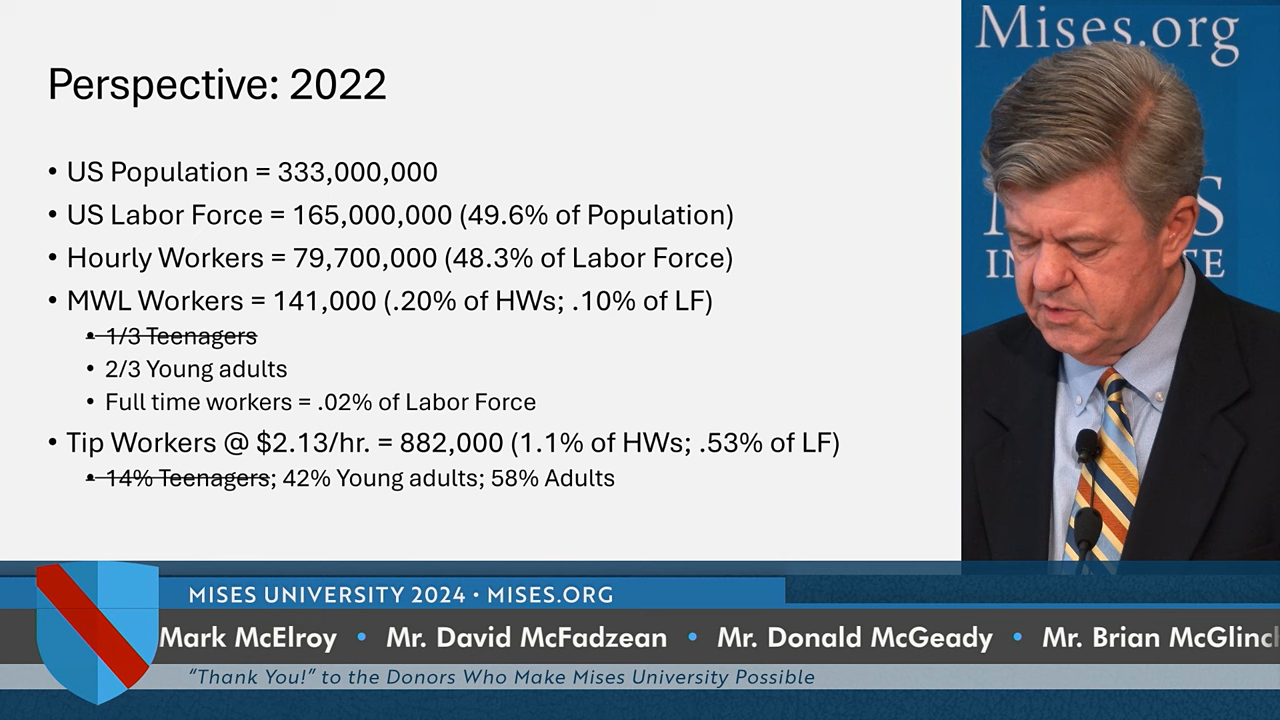 Perspective: 2022
• US Population = 333,000,000
• US Labor Force = 165,000,000 (49.6% of Population)
• Hourly Workers = 79,700,000 (48.3% of Labor Force)
• MWL Workers = 141,000 (.20% of HWs; .10% of LF)
• 1/3 Teenagers
• 2/3 Young adults
• Full time workers = .02% of Labor Force
• Tip Workers @ $2.13/hr. = 882,000 (1.1% of HWs; .53% of LF)
• 14% Teenagers; 42% Young adults; 58% Adults
Mises.org
MISES UNIVERSITY 2024 • MISES.ORG
Mark McElroy • Mr. David McFadzean • Mr. Donald McGeady • Mr. Brian
"Thank You!" to the Donors Who Make Mises University Possible